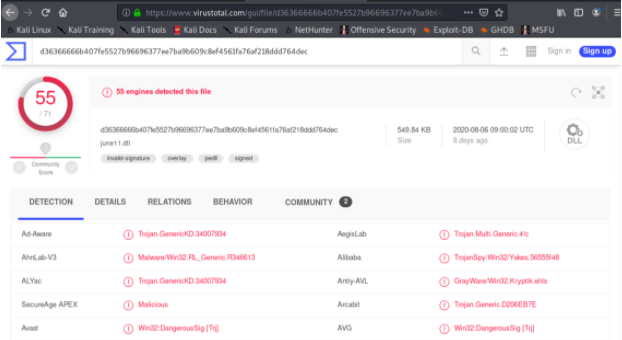 https://www.virustotal.com/gui/file/d36366666b407fe5527b96696377ee7ba9b60
Kali Linux Kali Training Kali Tools Kali Docs Kali Forums NetHunter Offensive Security Exploit-DB GHDB MSFU
d36366666b407fe5527b96696377ee7ba9b609c8ef4561fa76af218ddd764dec Sign in Sign up
55
/ 71
Community
Score
55 engines detected this file
d36366666b407fe5527b96696377ee7ba9b609c8ef4561fa76af218ddd764dec
june11.dll
invalid-signature overlay pedll signed
549.84 KB
Size
2020-08-06 09:00:02 UTC
8 days ago
DLL
DETECTION DETAILS RELATIONS BEHAVIOR COMMUNITY 2
Ad-Aware Trojan.GenericKD.34007934 AegisLab Trojan.Multi.Generic.4!c
AhnLab-V3 Malware/Win32.RL_Generic.R346613 Alibaba TrojanSpy:Win32/Yakes.56555f48
ALYac Trojan.GenericKD.34007934 Antiy-AVL GrayWare/Win32.Kryptik.ehls
SecureAge APEX Malicious Arcabit Trojan.Generic.D206EB7E
Avast Win32:DangerousSig [Trj] AVG Win32:DangerousSig [Trj]